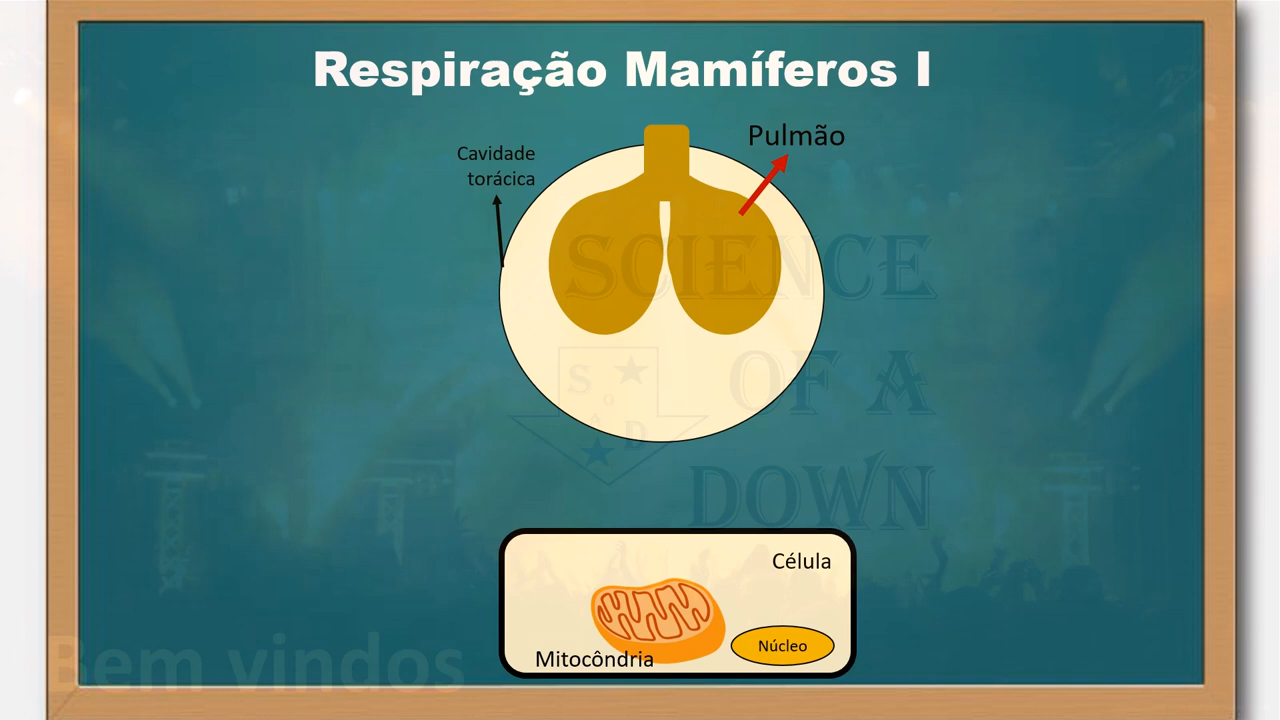 Respiração Mamíferos I
Pulmão
Cavidade
torácica
SCIENCE
OF A
DOWN
S
o
A
D
Célula
Núcleo
Mitocôndria
Bem vindos